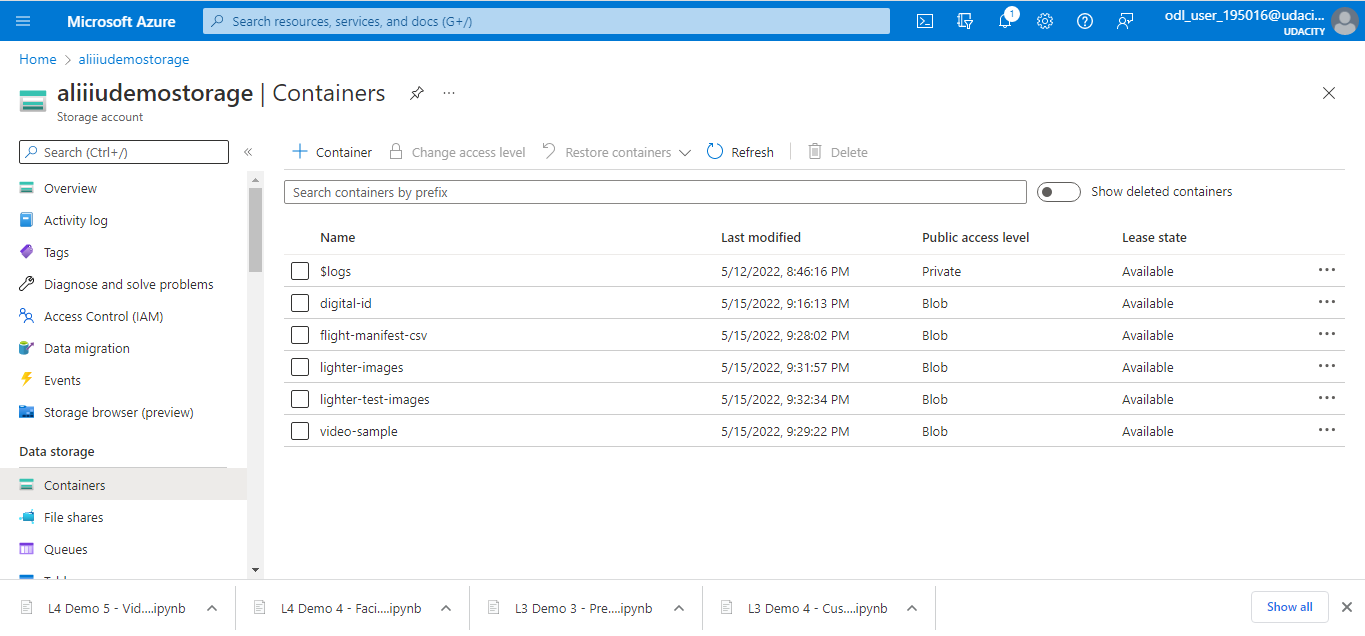 Microsoft Azure
Search resources, services, and docs (G+/)
1
odl_user_195016@udaci...
UDACITY
Home > aliiiudemostorage
aliiiudemostorage | Containers
...
Storage account
Search (Ctrl+/)
«
Container
Change access level
Restore containers
Refresh
Delete
Overview
Activity log
Tags
Diagnose and solve problems
Access Control (IAM)
Data migration
Events
Storage browser (preview)
Data storage
Containers
File shares
Queues
Search containers by prefix
Show deleted containers
Name Last modified Public access level Lease state
$logs 5/12/2022, 8:46:16 PM Private Available ...
digital-id 5/15/2022, 9:16:13 PM Blob Available ...
flight-manifest-csv 5/15/2022, 9:28:02 PM Blob Available ...
lighter-images 5/15/2022, 9:31:57 PM Blob Available ...
lighter-test-images 5/15/2022, 9:32:34 PM Blob Available ...
video-sample 5/15/2022, 9:29:22 PM Blob Available ...
L4 Demo 5 - Vid....ipynb
L4 Demo 4 - Faci....ipynb
L3 Demo 3 - Pre....ipynb
L3 Demo 4 - Cus....ipynb
Show all